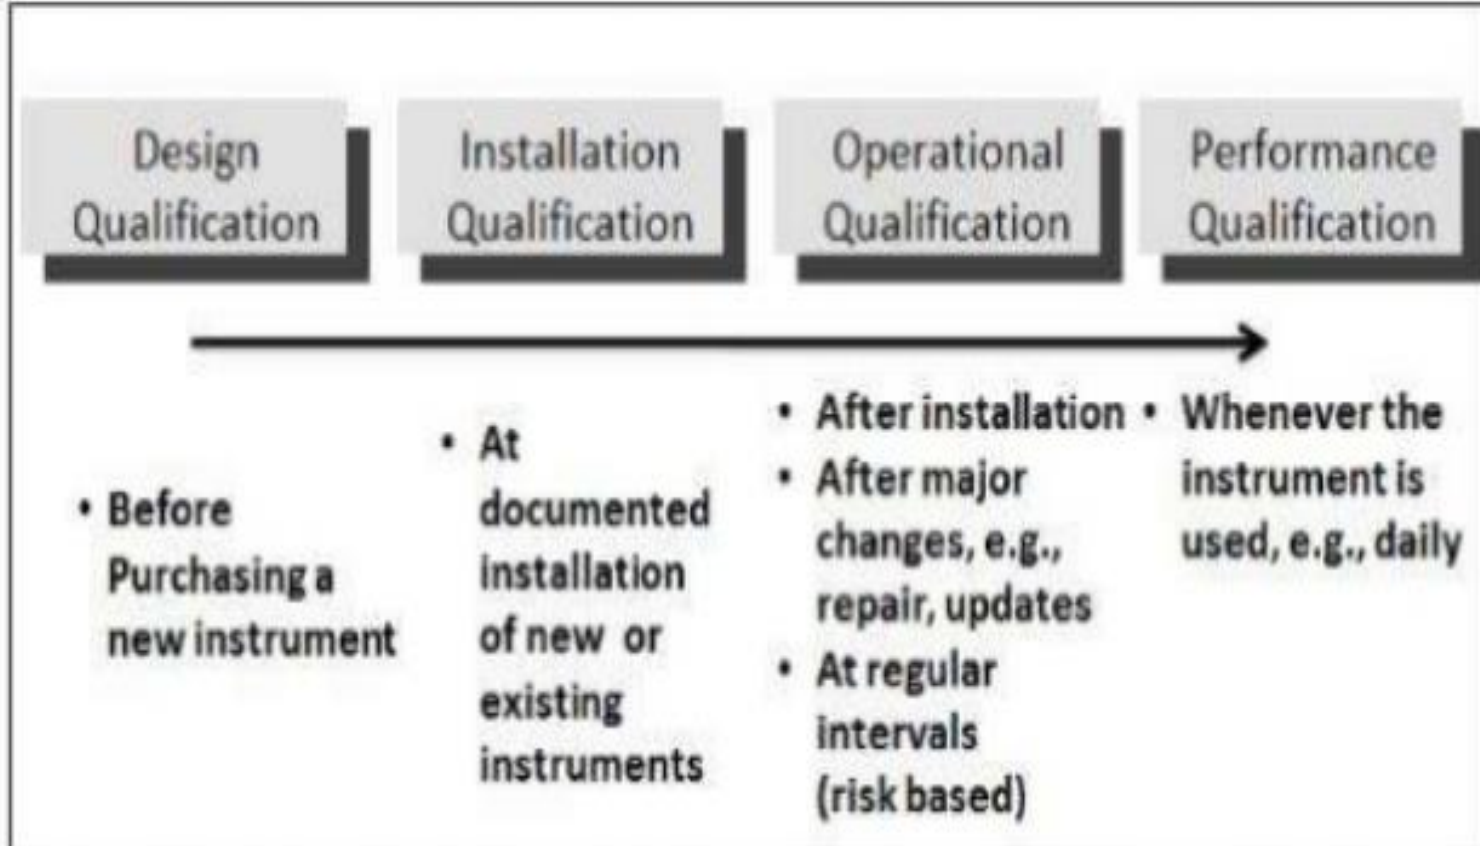 Design
Qualification
Installation
Qualification
Operational
Qualification
Performance
Qualification
• Before
Purchasing a
new instrument
• At
documented
installation
of new or
existing
instruments
• After installation
• After major
changes, e.g.,
repair, updates
• At regular
intervals
(risk based)
• Whenever the
instrument is
used, e.g., daily